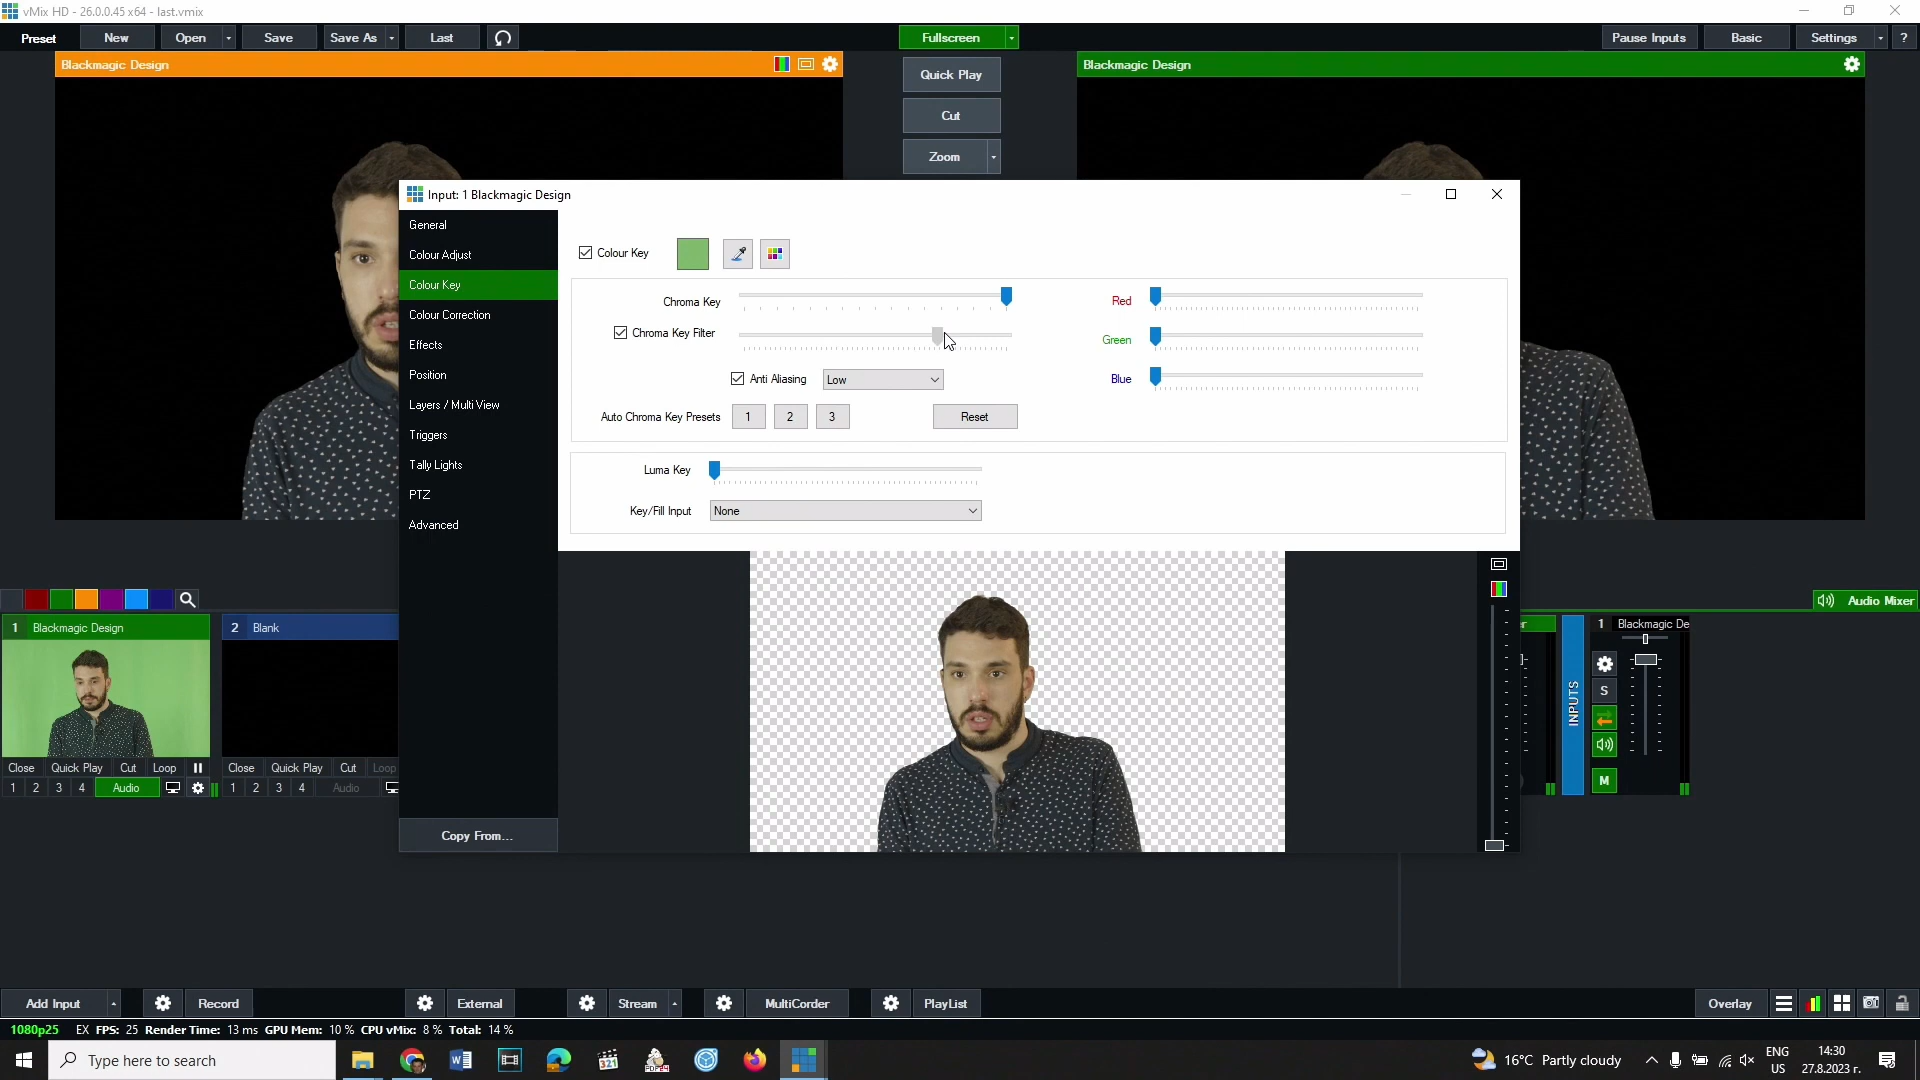 vMix HD - 26.0.0.45 x64 - last.vmix
Preset New Open Save Save As Last Fullscreen Pause Inputs Basic Settings ?
Blackmagic Design
Quick Play
Cut
Zoom
Blackmagic Design
Input: 1 Blackmagic Design
General
Colour Adjust
Colour Key
Colour Correction
Effects
Position
Layers / Multi View
Triggers
Tally Lights
PTZ
Advanced
Copy From...
Colour Key
Chroma Key
Chroma Key Filter
Anti Aliasing Low
Auto Chroma Key Presets 1 2 3 Reset
Red
Green
Blue
Luma Key
Key/Fill Input None
1 Blackmagic Design
Close Quick Play Cut Loop
1 2 3 4 Audio
2 Blank
Close Quick Play Cut Loop
1 2 3 4 Audio
Audio Mixer
r
INPUTS
1 Blackmagic De
S
M
Add Input Record External Stream MultiCorder PlayList Overlay
1080p25 EX FPS: 25 Render Time: 13 ms GPU Mem: 10 % CPU vMix: 8 % Total: 14 %
Type here to search
321
PDF24
16°C Partly cloudy
ENG
US
14:30
27.8.2023 г.